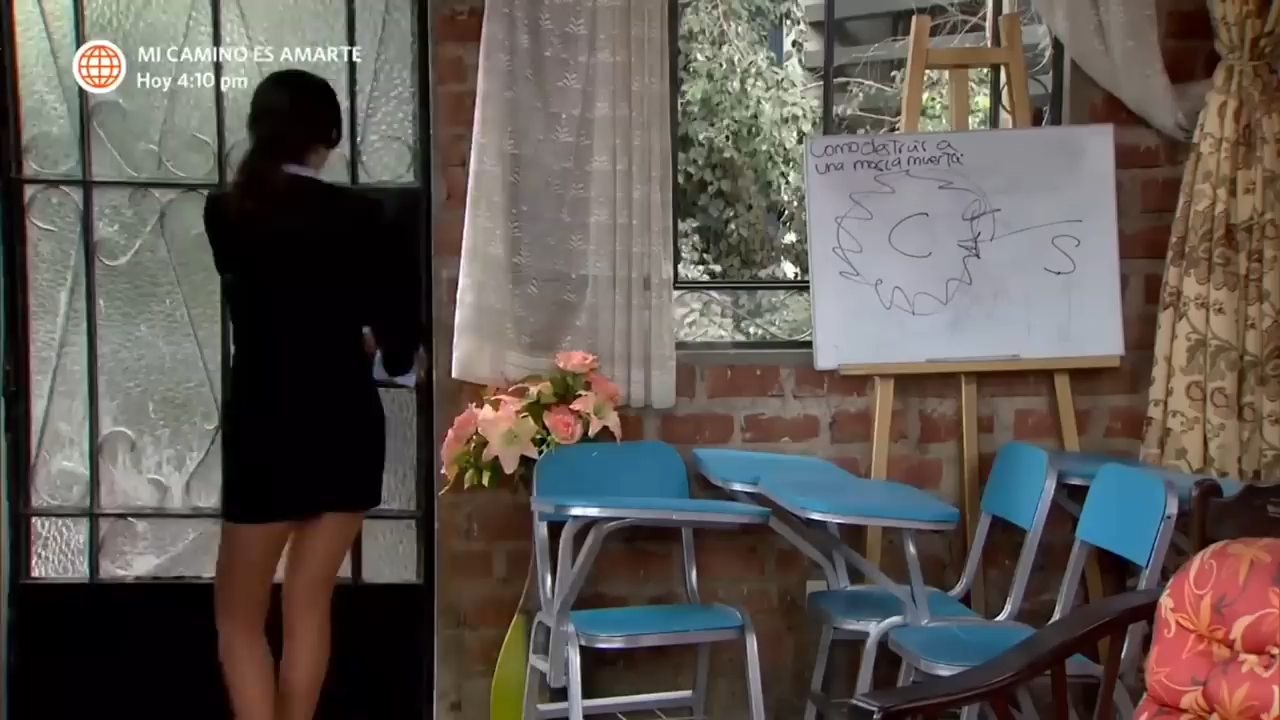 MI CAMINO ES AMARTE
Hoy 4:10 pm
Como destruir a
una mosca muerta:
C
S